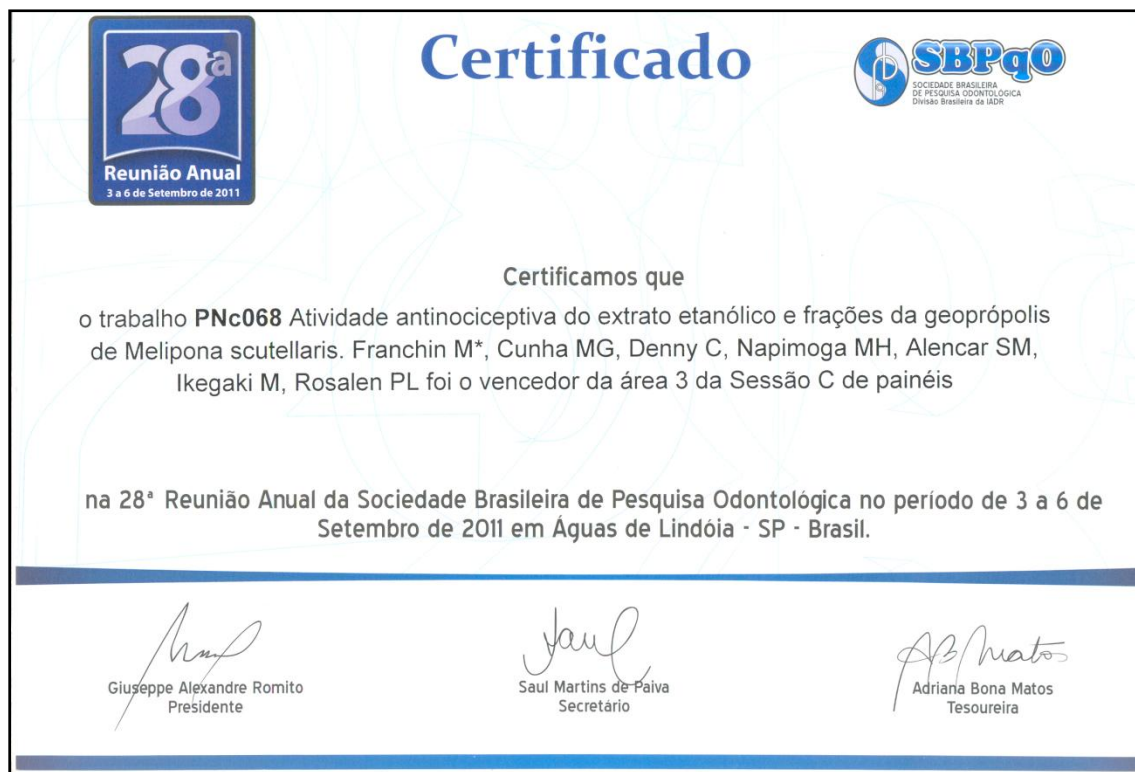 28ª
Reunião Anual
3 a 6 de Setembro de 2011
Certificado
SBPqO
SOCIEDADE BRASILEIRA
DE PESQUISA ODONTOLÓGICA
Divisão Brasileira da IADR
Certificamos que
o trabalho PNc068 Atividade antinociceptiva do extrato etanólico e frações da geoprópolis
de Melipona scutellaris. Franchin M*, Cunha MG, Denny C, Napimoga MH, Alencar SM,
Ikegaki M, Rosalen PL foi o vencedor da área 3 da Sessão C de painéis
na 28ª Reunião Anual da Sociedade Brasileira de Pesquisa Odontológica no período de 3 a 6 de
Setembro de 2011 em Águas de Lindóia - SP - Brasil.
Saul
AB Matos
Giuseppe Alexandre Romito
Presidente
Saul Martins de Paiva
Secretário
Adriana Bona Matos
Tesoureira